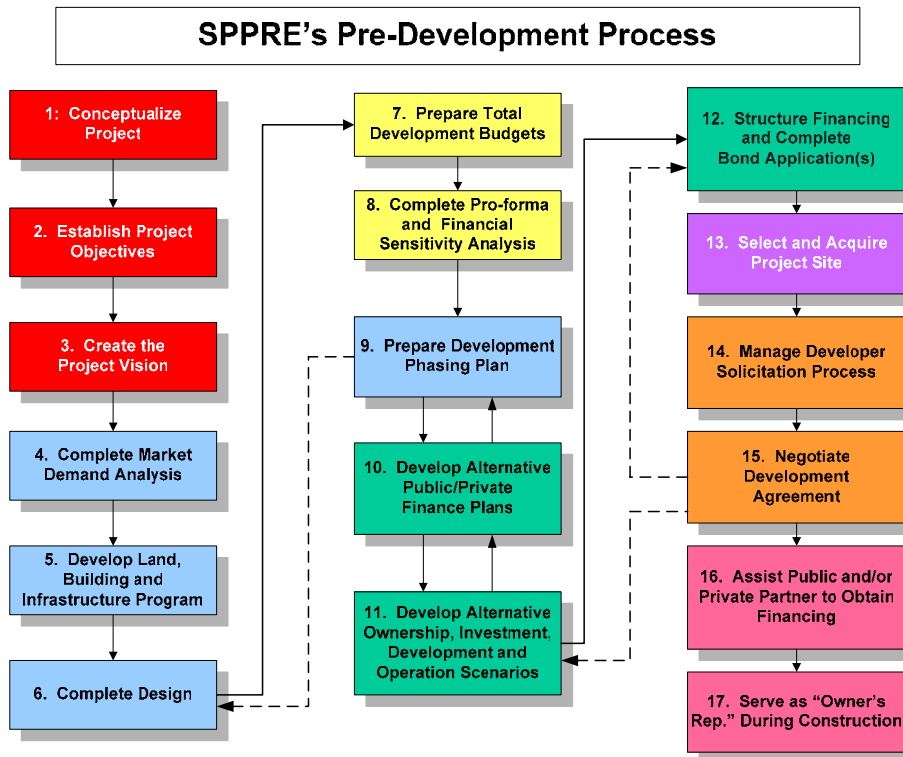 SPPRE's Pre-Development Process
1: Conceptualize
Project
2. Establish Project
Objectives
3. Create the
Project Vision
4. Complete Market
Demand Analysis
5. Develop Land,
Building and
Infrastructure Program
6. Complete Design
7. Prepare Total
Development Budgets
8. Complete Pro-forma
and Financial
Sensitivity Analysis
9. Prepare Development
Phasing Plan
10. Develop Alternative
Public/Private
Finance Plans
11. Develop Alternative
Ownership, Investment,
Development and
Operation Scenarios
12. Structure Financing
and Complete
Bond Application(s)
13. Select and Acquire
Project Site
14. Manage Developer
Solicitation Process
15. Negotiate
Development
Agreement
16. Assist Public and/or
Private Partner to Obtain
Financing
17. Serve as “Owner's
Rep.” During Construction